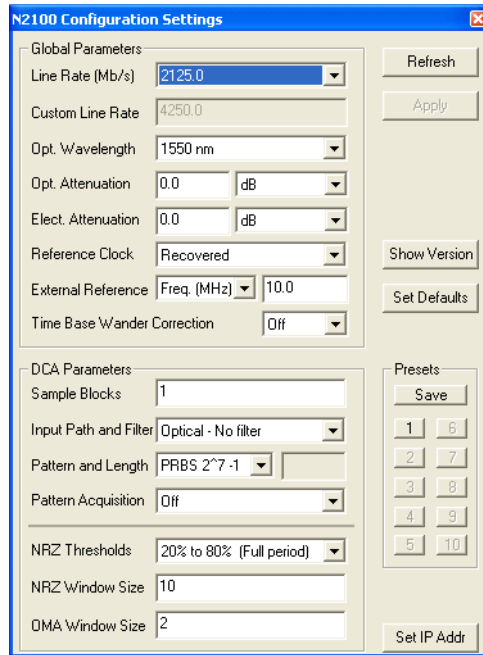 N2100 Configuration Settings
Global Parameters
Line Rate (Mb/s) 2125.0
Custom Line Rate 4250.0
Opt. Wavelength 1550 nm
Opt. Attenuation 0.0 dB
Elect. Attenuation 0.0 dB
Reference Clock Recovered
External Reference Freq. (MHz) 10.0
Time Base Wander Correction Off
Refresh
Apply
Show Version
Set Defaults
DCA Parameters
Sample Blocks 1
Input Path and Filter Optical - No filter
Pattern and Length PRBS 2^7 -1
Pattern Acquisition Off
NRZ Thresholds 20% to 80% (Full period)
NRZ Window Size 10
OMA Window Size 2
Presets
Save
1 6
2 7
3 8
4 9
5 10
Set IP Addr